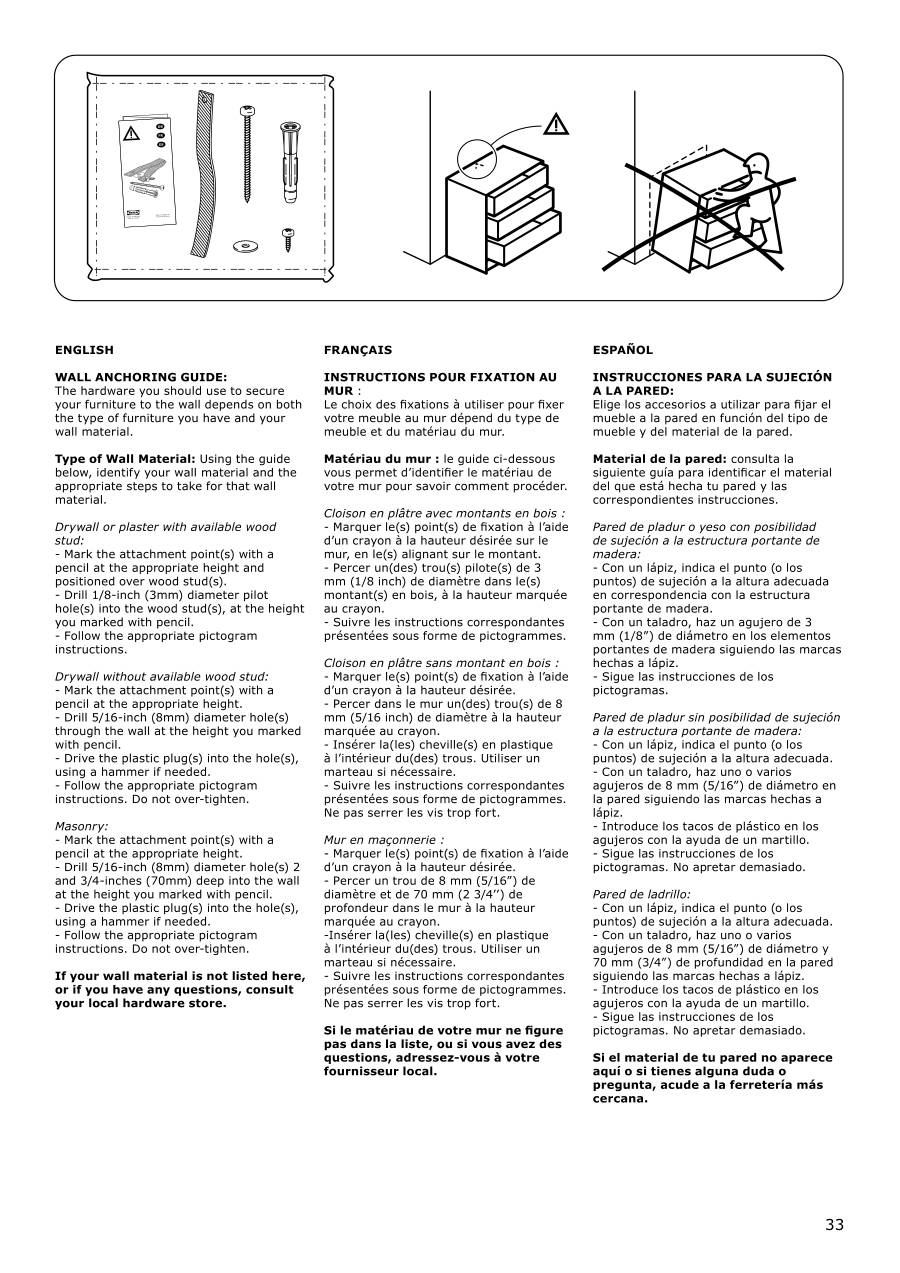 ENGLISH
WALL ANCHORING GUIDE:
The hardware you should use to secure
your furniture to the wall depends on both
the type of furniture you have and your
wall material.
Type of Wall Material: Using the guide
below, identify your wall material and the
appropriate steps to take for that wall
material.
Drywall or plaster with available wood
stud:
- Mark the attachment point(s) with a
pencil at the appropriate height and
positioned over wood stud(s).
- Drill 1/8-inch (3mm) diameter pilot
hole(s) into the wood stud(s), at the height
you marked with pencil.
- Follow the appropriate pictogram
instructions.
Drywall without available wood stud:
- Mark the attachment point(s) with a
pencil at the appropriate height.
- Drill 5/16-inch (8mm) diameter hole(s)
through the wall at the height you marked
with pencil.
- Drive the plastic plug(s) into the hole(s),
using a hammer if needed.
- Follow the appropriate pictogram
instructions. Do not over-tighten.
Masonry:
- Mark the attachment point(s) with a
pencil at the appropriate height.
- Drill 5/16-inch (8mm) diameter hole(s) 2
and 3/4-inches (70mm) deep into the wall
at the height you marked with pencil.
- Drive the plastic plug(s) into the hole(s),
using a hammer if needed.
- Follow the appropriate pictogram
instructions. Do not over-tighten.
If your wall material is not listed here,
or if you have any questions, consult
your local hardware store.
FRANÇAIS
INSTRUCTIONS POUR FIXATION AU
MUR :
Le choix des fixations à utiliser pour fixer
votre meuble au mur dépend du type de
meuble et du matériau du mur.
Matériau du mur : le guide ci-dessous
vous permet d’identifier le matériau de
votre mur pour savoir comment procéder.
Cloison en plâtre avec montants en bois :
- Marquer le(s) point(s) de fixation à l’aide
d’un crayon à la hauteur désirée sur le
mur, en le(s) alignant sur le montant.
- Percer un(des) trou(s) pilote(s) de 3
mm (1/8 inch) de diamètre dans le(s)
montant(s) en bois, à la hauteur marquée
au crayon.
- Suivre les instructions correspondantes
présentées sous forme de pictogrammes.
Cloison en plâtre sans montant en bois :
- Marquer le(s) point(s) de fixation à l’aide
d’un crayon à la hauteur désirée.
- Percer dans le mur un(des) trou(s) de 8
mm (5/16 inch) de diamètre à la hauteur
marquée au crayon.
- Insérer la(les) cheville(s) en plastique
à l’intérieur du(des) trous. Utiliser un
marteau si nécessaire.
- Suivre les instructions correspondantes
présentées sous forme de pictogrammes.
Ne pas serrer les vis trop fort.
Mur en maçonnerie :
- Marquer le(s) point(s) de fixation à l’aide
d’un crayon à la hauteur désirée.
- Percer un trou de 8 mm (5/16”) de
diamètre et de 70 mm (2 3/4’’) de
profondeur dans le mur à la hauteur
marquée au crayon.
-Insérer la(les) cheville(s) en plastique
à l’intérieur du(des) trous. Utiliser un
marteau si nécessaire.
- Suivre les instructions correspondantes
présentées sous forme de pictogrammes.
Ne pas serrer les vis trop fort.
Si le matériau de votre mur ne figure
pas dans la liste, ou si vous avez des
questions, adressez-vous à votre
fournisseur local.
ESPAÑOL
INSTRUCCIONES PARA LA SUJECIÓN
A LA PARED:
Elige los accesorios a utilizar para fijar el
mueble a la pared en función del tipo de
mueble y del material de la pared.
Material de la pared: consulta la
siguiente guía para identificar el material
del que está hecha tu pared y las
correspondientes instrucciones.
Pared de pladur o yeso con posibilidad
de sujeción a la estructura portante de
madera:
- Con un lápiz, indica el punto (o los
puntos) de sujeción a la altura adecuada
en correspondencia con la estructura
portante de madera.
- Con un taladro, haz un agujero de 3
mm (1/8”) de diámetro en los elementos
portantes de madera siguiendo las marcas
hechas a lápiz.
- Sigue las instrucciones de los
pictogramas.
Pared de pladur sin posibilidad de sujeción
a la estructura portante de madera:
- Con un lápiz, indica el punto (o los
puntos) de sujeción a la altura adecuada.
- Con un taladro, haz uno o varios
agujeros de 8 mm (5/16”) de diámetro en
la pared siguiendo las marcas hechas a
lápiz.
- Introduce los tacos de plástico en los
agujeros con la ayuda de un martillo.
- Sigue las instrucciones de los
pictogramas. No apretar demasiado.
Pared de ladrillo:
- Con un lápiz, indica el punto (o los
puntos) de sujeción a la altura adecuada.
- Con un taladro, haz uno o varios
agujeros de 8 mm (5/16”) de diámetro y
70 mm (3/4”) de profundidad en la pared
siguiendo las marcas hechas a lápiz.
- Introduce los tacos de plástico en los
agujeros con la ayuda de un martillo.
- Sigue las instrucciones de los
pictogramas. No apretar demasiado.
Si el material de tu pared no aparece
aquí o si tienes alguna duda o
pregunta, acude a la ferretería más
cercana.
33